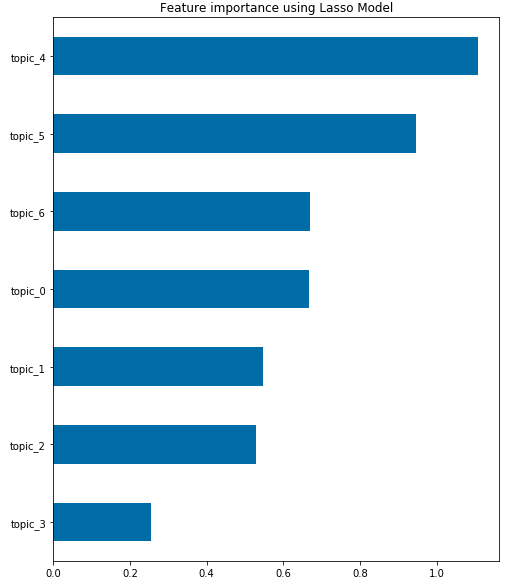 Feature importance using Lasso Model
topic_4
topic_5
topic_6
topic_0
topic_1
topic_2
topic_3
0.0 0.2 0.4 0.6 0.8 1.0